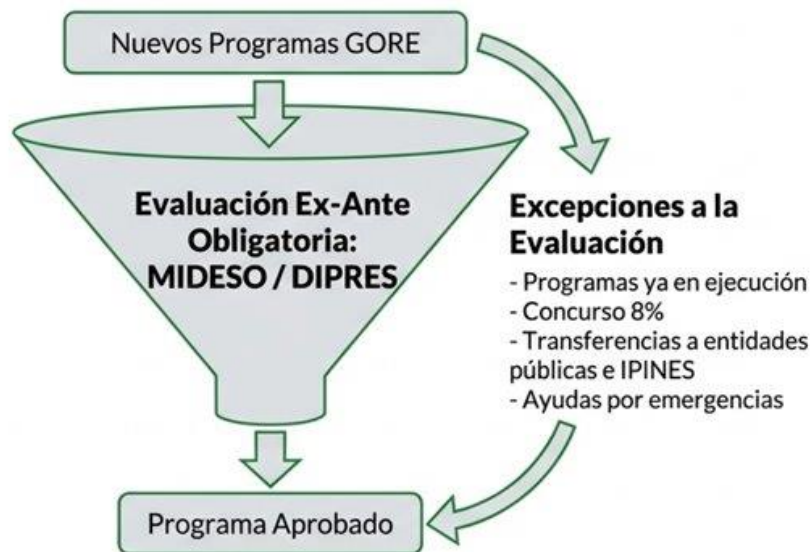 Nuevos Programas GORE
Evaluación Ex-Ante
Obligatoria:
MIDESO / DIPRES
Excepciones a la
Evaluación
- Programas ya en ejecución
- Concurso 8%
- Transferencias a entidades
públicas e IPINES
- Ayudas por emergencias
Programa Aprobado